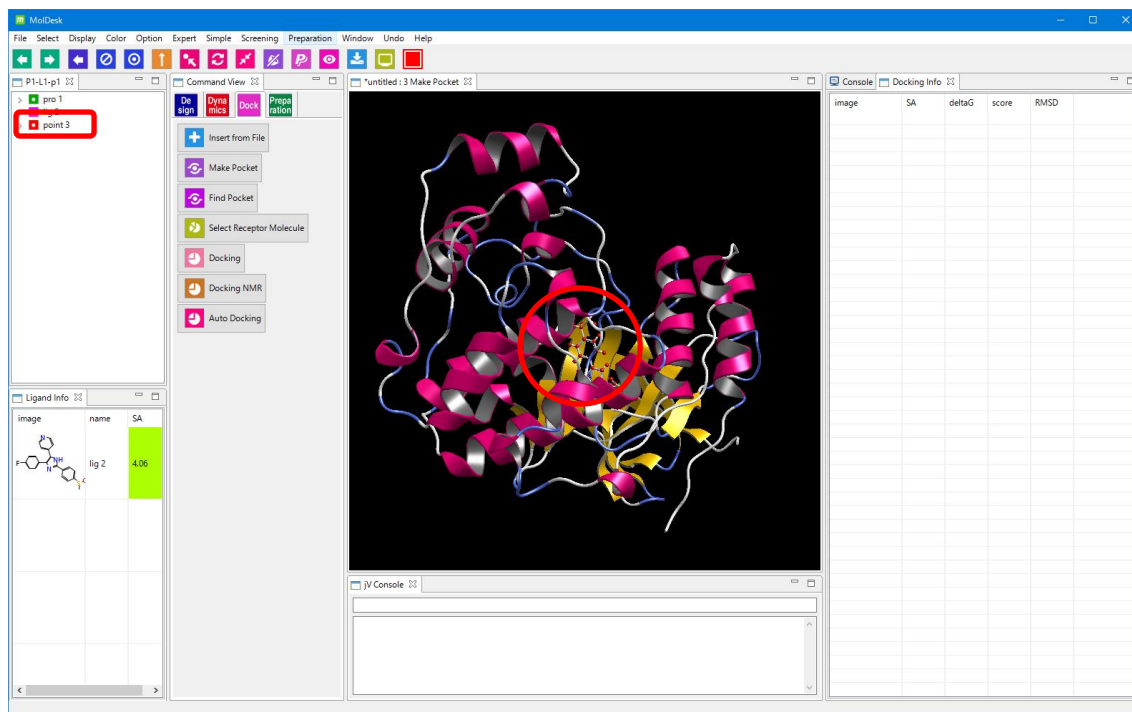 MolDesk
File Select Display Color Option Expert Simple Screening Preparation Window Undo Help
P1-L1-p1
pro 1
point 3
Command View
De sign
Dyna mics
Dock
Prepa ration
Insert from File
Make Pocket
Find Pocket
Select Receptor Molecule
Docking
Docking NMR
Auto Docking
*untitled : 3 Make Pocket
jV Console
Console
Docking Info
image SA deltaG score RMSD
Ligand Info
image name SA
N
F
NH
N
lig 2 4.06